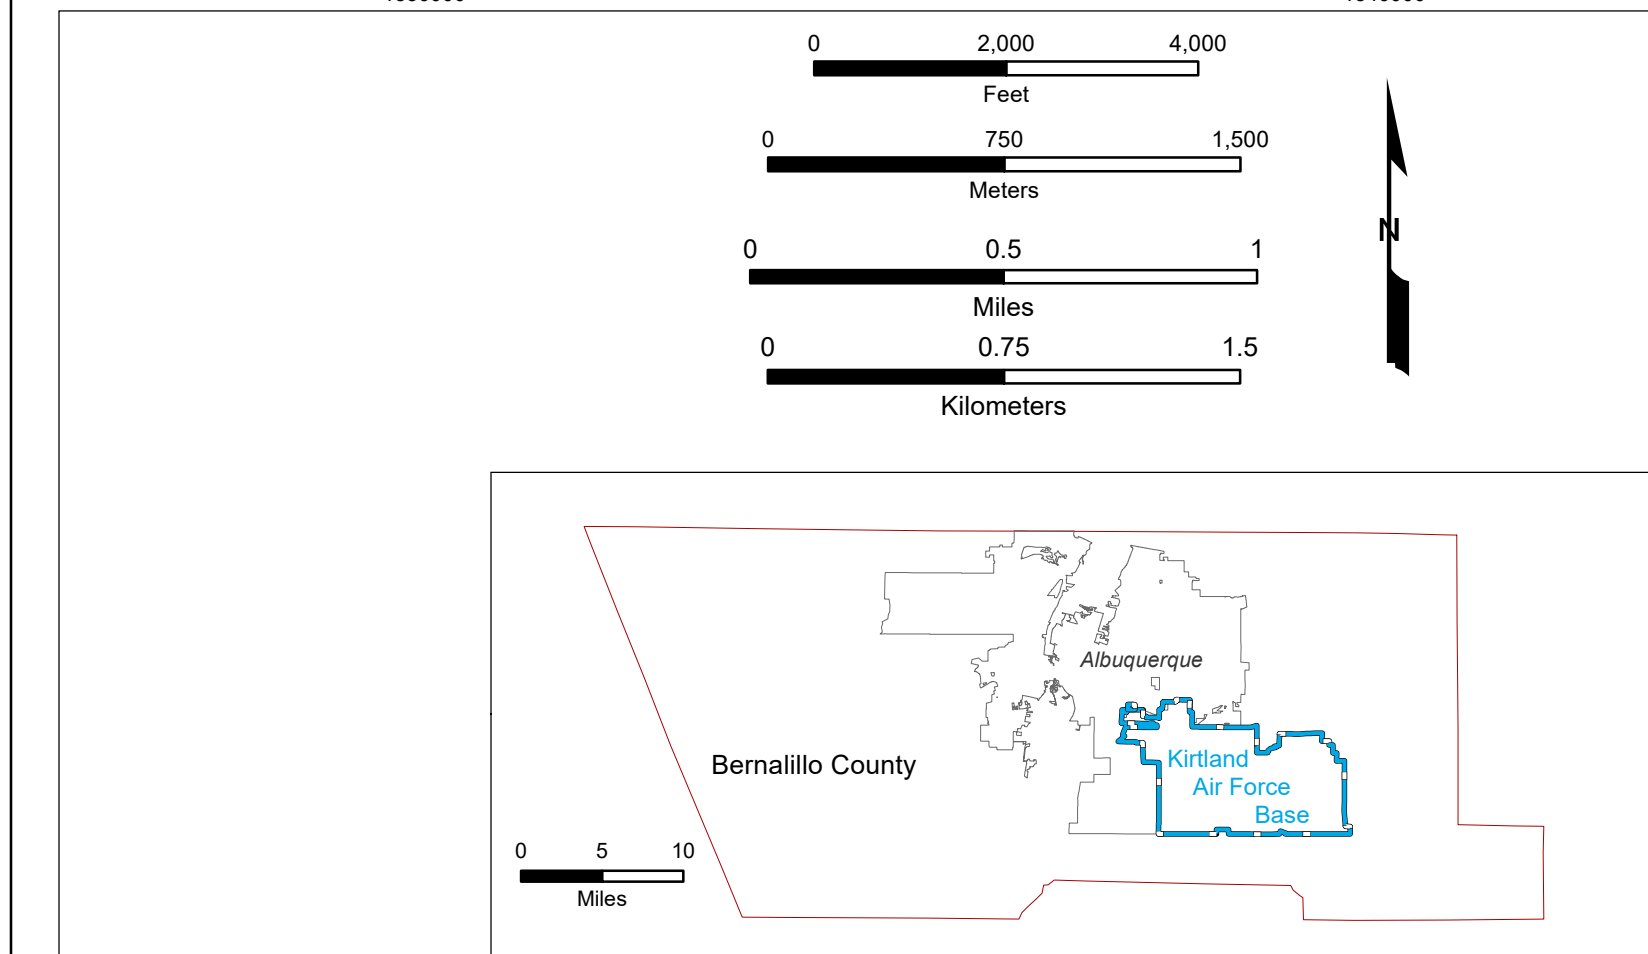 0 2,000 4,000
Feet
0 750 1,500
Meters
0 0.5 1
Miles
0 0.75 1.5
Kilometers
N
Albuquerque
Bernalillo County
Kirtland
Air Force
Base
0 5 10
Miles